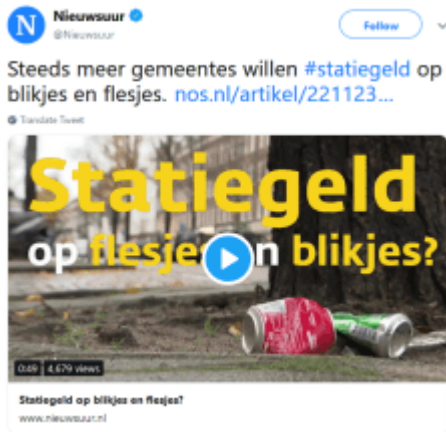 Nieuwsuur
@Nieuwsuur
Follow
Steeds meer gemeentes willen #statiegeld op
blikjes en flesjes. nos.nl/artikel/221123...
Translate Tweet
Statiegeld
op flesjes en blikjes?
0:49 4,679 views
Statiegeld op blikjes en flesjes?
www.nieuwsuur.nl